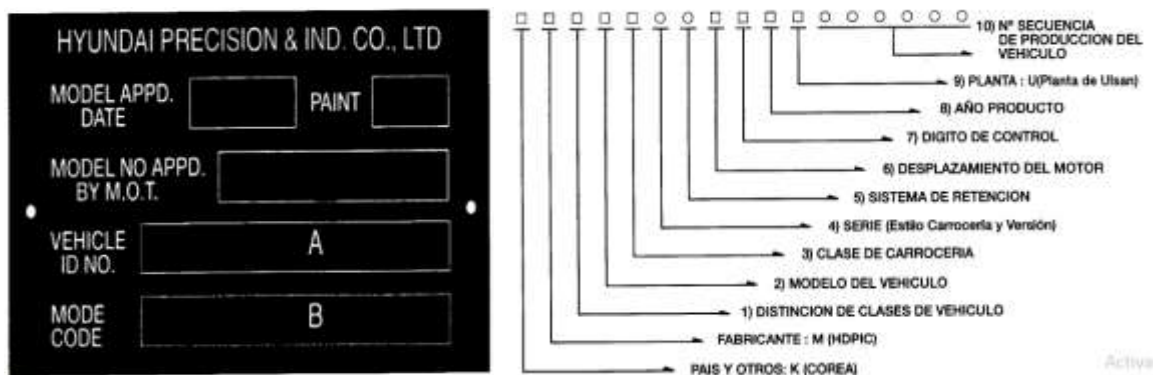 HYUNDAI PRECISION & IND. CO., LTD
MODEL APPD.
DATE
PAINT
MODEL NO APPD.
BY M.O.T.
VEHICLE
ID NO.
A
MODE
CODE
B
10) Nº SECUENCIA
DE PRODUCCION DEL
VEHICULO
9) PLANTA : U(Planta de Ulsan)
8) AÑO PRODUCTO
7) DIGITO DE CONTROL
6) DESPLAZAMIENTO DEL MOTOR
5) SISTEMA DE RETENCION
4) SERIE (Estilo Carrocería y Versión)
3) CLASE DE CARROCERIA
2) MODELO DEL VEHICULO
1) DISTINCION DE CLASES DE VEHICULO
FABRICANTE : M (HDPIC)
PAIS Y OTROS: K (COREA)
Activa